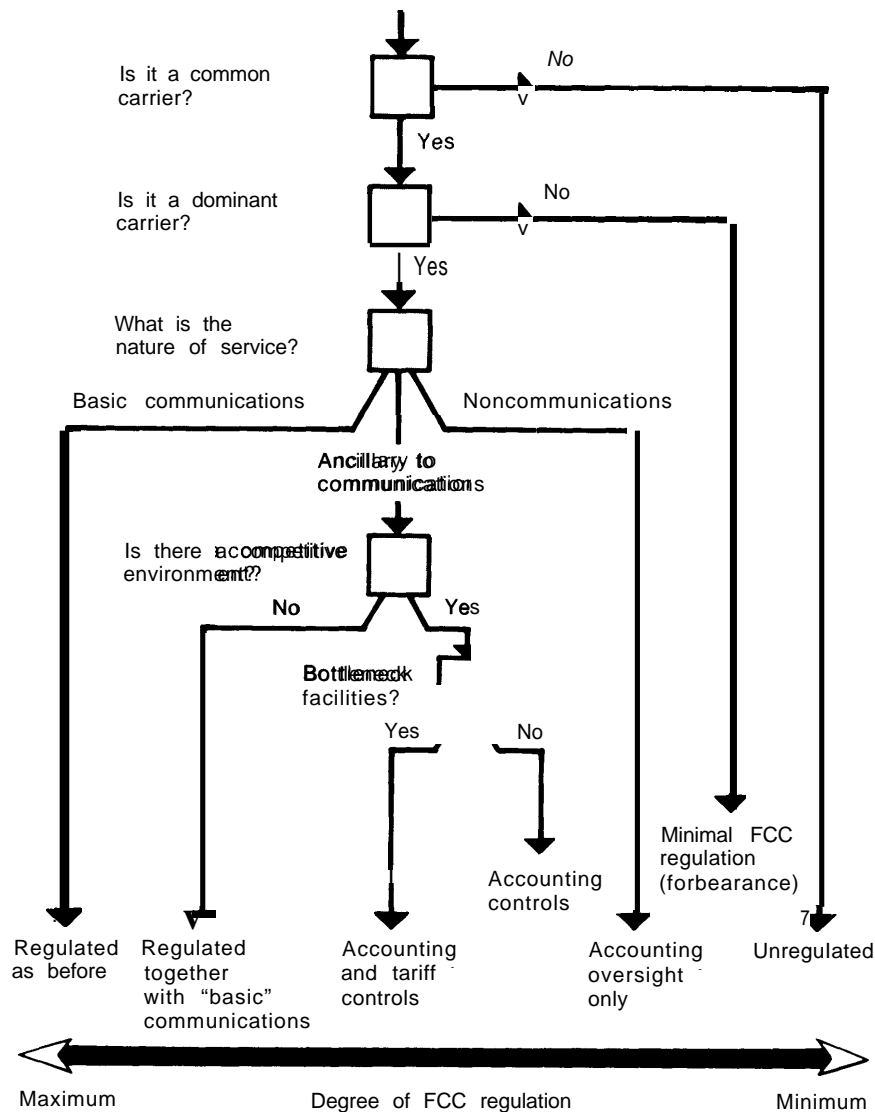 Is it a common
carrier?
No
Yes
Is it a dominant
carrier?
No
Yes
What is the
nature of service?
Basic communications
Noncommunications
Ancillary to
communications
Is there a competitive
environment?
No
Yes
Bottleneck
facilities?
Yes
No
Accounting
controls
Minimal FCC
regulation
(forbearance)
Regulated
as before
Regulated
together
with “basic”
communications
Accounting
and tariff
controls
Accounting
oversight
only
Unregulated
Maximum
Degree of FCC regulation
Minimum